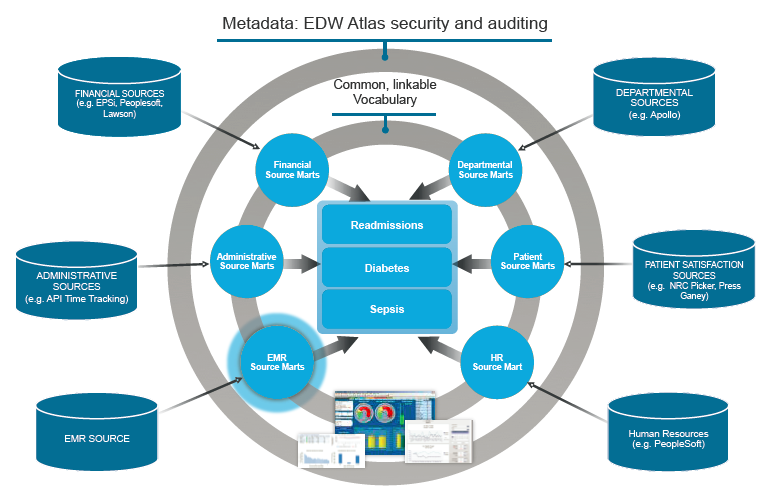 Metadata: EDW Atlas security and auditing
Common, linkable
Vocabulary
FINANCIAL SOURCES
(e.g. EPSi, Peoplesoft,
Lawson)
DEPARTMENTAL
SOURCES
(e.g. Apollo)
Financial
Source Marts
Departmental
Source Marts
Readmissions
Administrative
Source Marts
Diabetes
Patient
Source Marts
ADMINISTRATIVE
SOURCES
(e.g. API Time Tracking)
PATIENT SATISFACTION
SOURCES
(e.g. NRC Picker, Press
Ganey)
Sepsis
EMR
Source Marts
HR
Source Mart
EMR SOURCE
Human Resources
(e.g. PeopleSoft)